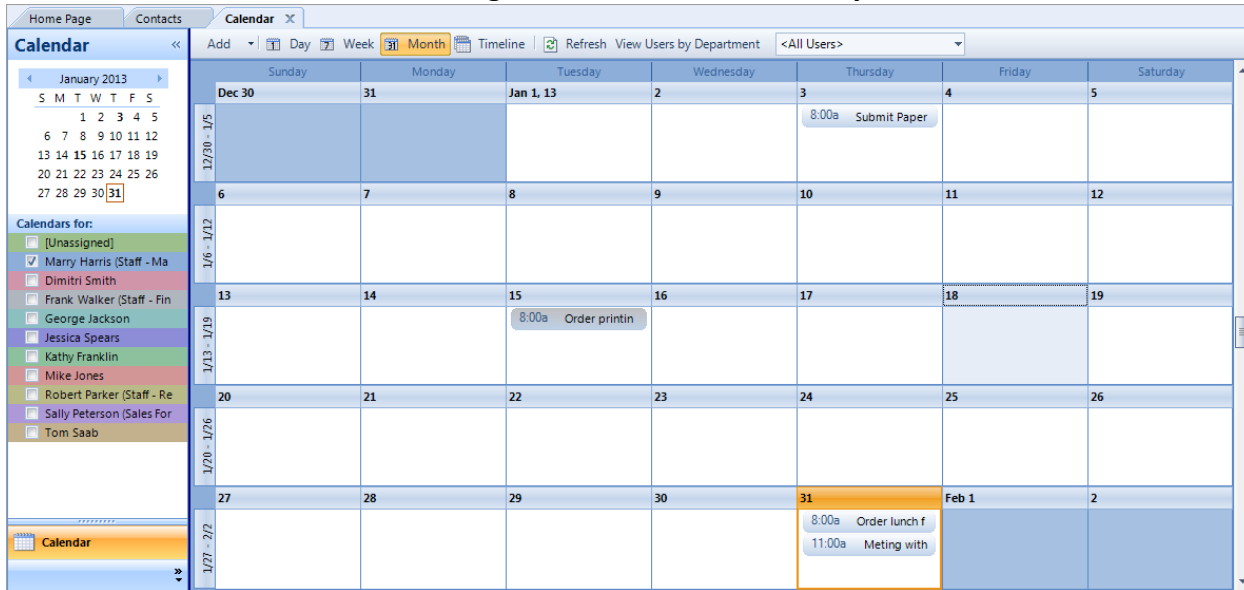 Home Page Contacts Calendar X
Calendar «
Add Day Week Month Timeline Refresh View Users by Department <All Users>
January 2013
S M T W T F S
1 2 3 4 5
6 7 8 9 10 11 12
13 14 15 16 17 18 19
20 21 22 23 24 25 26
27 28 29 30 31
Calendars for:
[Unassigned]
Marry Harris (Staff - Ma
Dimitri Smith
Frank Walker (Staff - Fin
George Jackson
Jessica Spears
Kathy Franklin
Mike Jones
Robert Parker (Staff - Re
Sally Peterson (Sales For
Tom Saab
Calendar
»
Sunday Monday Tuesday Wednesday Thursday Friday Saturday
Dec 30 31 Jan 1, 13 2 3 4 5
12/30 - 1/5
8:00a Submit Paper
6 7 8 9 10 11 12
1/6 - 1/12
13 14 15 16 17 18 19
1/13 - 1/19
8:00a Order printin
20 21 22 23 24 25 26
1/20 - 1/26
27 28 29 30 31 Feb 1 2
1/27 - 2/2
8:00a Order lunch f
11:00a Meting with